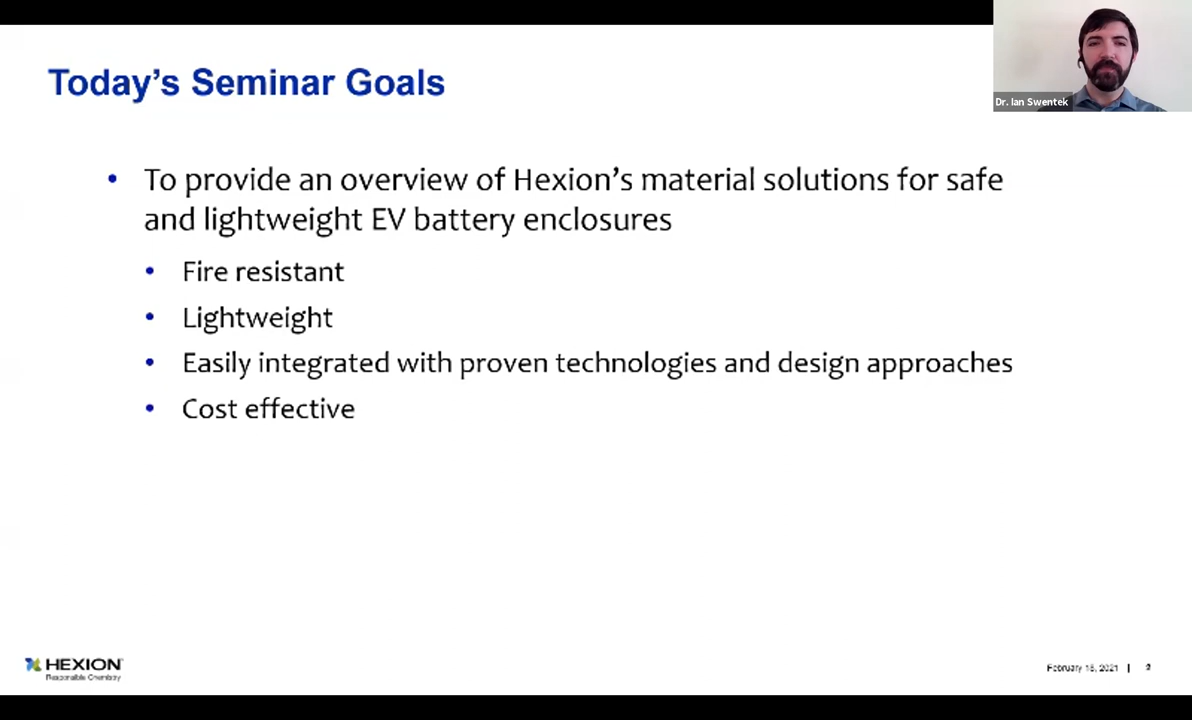 Today's Seminar Goals
Dr. Ian Swentek
• To provide an overview of Hexion's material solutions for safe
and lightweight EV battery enclosures
• Fire resistant
• Lightweight
• Easily integrated with proven technologies and design approaches
• Cost effective
HEXION
Responsible Chemistry
February
2021 |